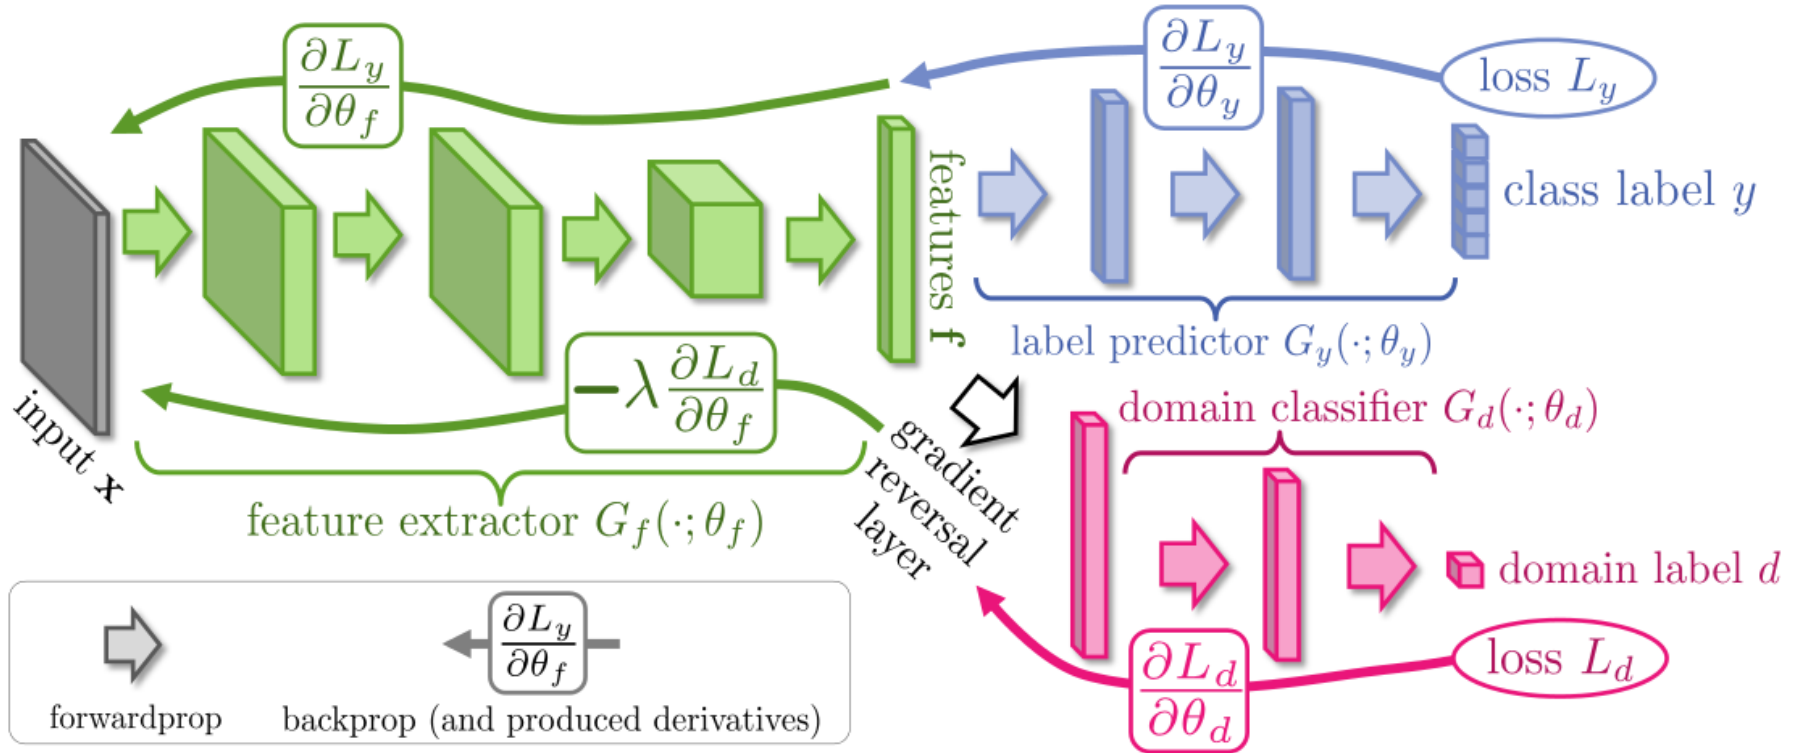 ∂L_y/∂θ_f
∂L_y/∂θ_y
loss L_y
features f
class label y
label predictor G_y(·; θ_y)
input x
−λ ∂L_d/∂θ_f
feature extractor G_f(·; θ_f)
gradient
reversal
layer
domain classifier G_d(·; θ_d)
domain label d
loss L_d
∂L_d/∂θ_d
∂L_y/∂θ_f
forwardprop
backprop (and produced derivatives)